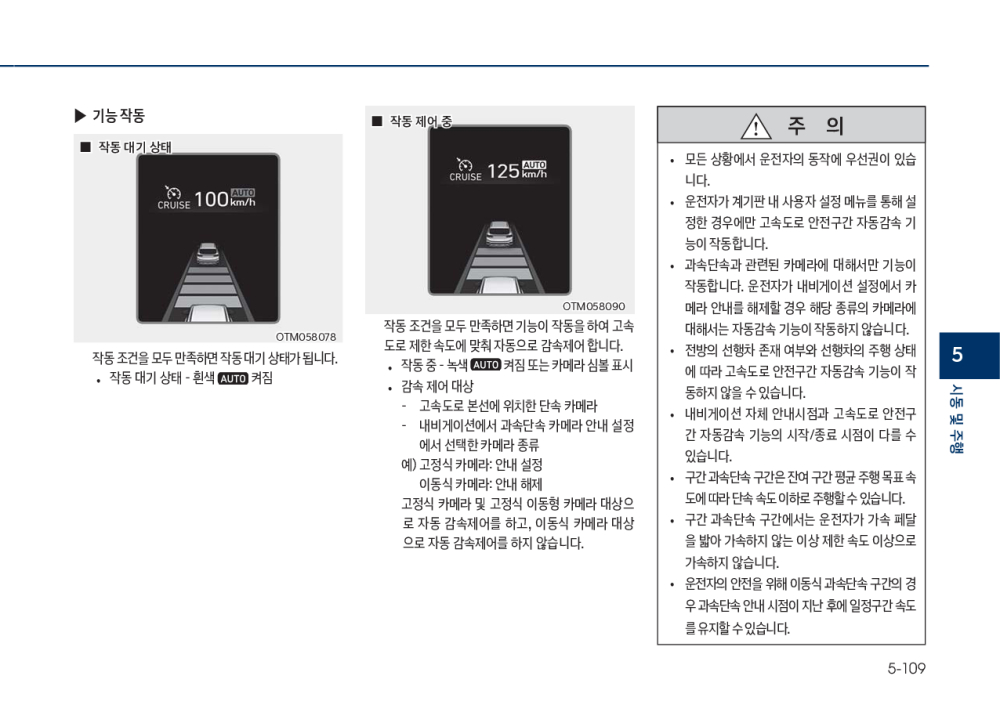 ▶ 기능 작동
■ 작동 대기 상태
CRUISE 100 AUTO km/h
OTM058078
작동 조건을 모두 만족하면 작동 대기 상태가 됩니다.
• 작동 대기 상태 - 흰색 AUTO 켜짐
■ 작동 제어 중
CRUISE 125 AUTO km/h
OTM058090
작동 조건을 모두 만족하면 기능이 작동을 하여 고속
도로 제한 속도에 맞춰 자동으로 감속제어 합니다.
• 작동 중 - 녹색 AUTO 켜짐 또는 카메라 심볼 표시
• 감속 제어 대상
- 고속도로 본선에 위치한 단속 카메라
- 내비게이션에서 과속단속 카메라 안내 설정
에서 선택한 카메라 종류
예) 고정식 카메라: 안내 설정
이동식 카메라: 안내 해제
고정식 카메라 및 고정식 이동형 카메라 대상으
로 자동 감속제어를 하고, 이동식 카메라 대상
으로 자동 감속제어를 하지 않습니다.
주 의
• 모든 상황에서 운전자의 동작에 우선권이 있습
니다.
• 운전자가 계기판 내 사용자 설정 메뉴를 통해 설
정한 경우에만 고속도로 안전구간 자동감속 기
능이 작동합니다.
• 과속단속과 관련된 카메라에 대해서만 기능이
작동합니다. 운전자가 내비게이션 설정에서 카
메라 안내를 해제할 경우 해당 종류의 카메라에
대해서는 자동감속 기능이 작동하지 않습니다.
• 전방의 선행차 존재 여부와 선행차의 주행 상태
에 따라 고속도로 안전구간 자동감속 기능이 작
동하지 않을 수 있습니다.
• 내비게이션 자체 안내시점과 고속도로 안전구
간 자동감속 기능의 시작/종료 시점이 다를 수
있습니다.
• 구간 과속단속 구간은 잔여 구간 평균 주행 목표 속
도에 따라 단속 속도 이하로 주행할 수 있습니다.
• 구간 과속단속 구간에서는 운전자가 가속 페달
을 밟아 가속하지 않는 이상 제한 속도 이상으로
가속하지 않습니다.
• 운전자의 안전을 위해 이동식 과속단속 구간의 경
우 과속단속 안내 시점이 지난 후에 일정구간 속도
를 유지할 수 있습니다.
5
시동 및 주행
5-109